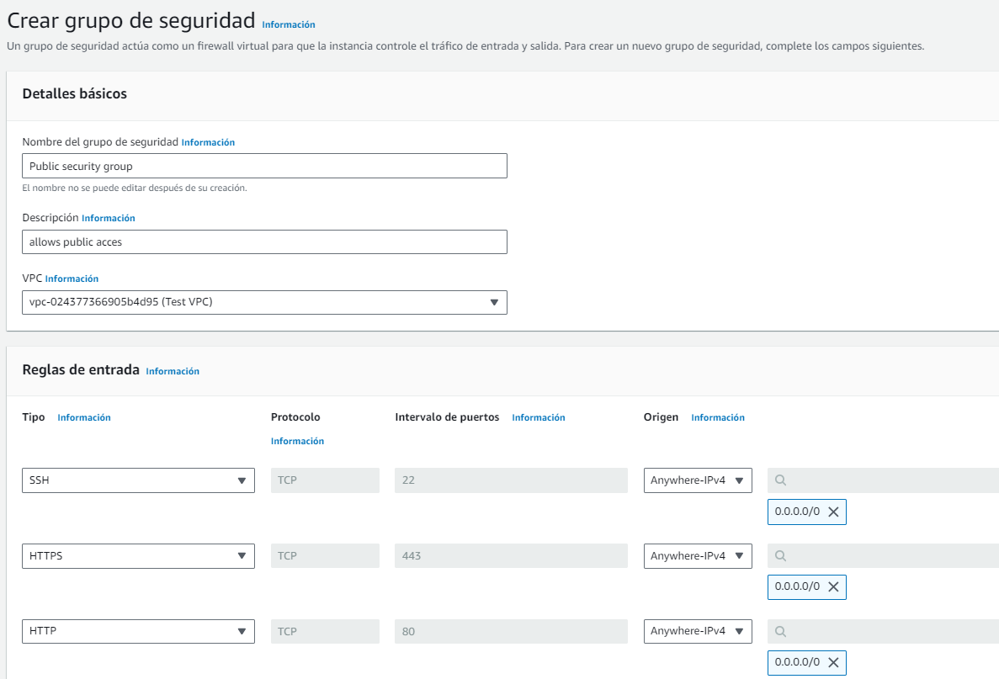 Crear grupo de seguridad Información
Un grupo de seguridad actúa como un firewall virtual para que la instancia controle el tráfico de entrada y salida. Para crear un nuevo grupo de seguridad, complete los campos siguientes.
Detalles básicos
Nombre del grupo de seguridad Información
Public security group
El nombre no se puede editar después de su creación.
Descripción Información
allows public acces
VPC Información
vpc-024377366905b4d95 (Test VPC)
Reglas de entrada Información
Tipo Información Protocolo Intervalo de puertos Información Origen Información
Información
SSH TCP 22 Anywhere-IPv4
0.0.0.0/0
HTTPS TCP 443 Anywhere-IPv4
0.0.0.0/0
HTTP TCP 80 Anywhere-IPv4
0.0.0.0/0